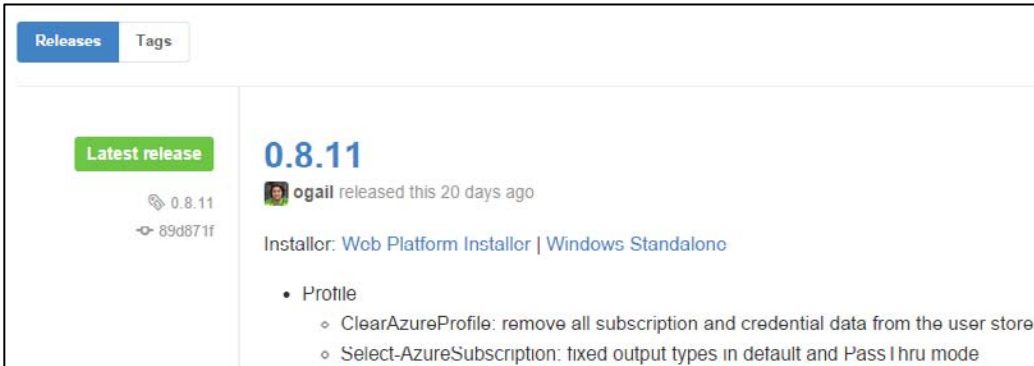 Releases Tags
Latest release
0.8.11
89d871f
0.8.11
ogail released this 20 days ago
Installer: Web Platform Installer | Windows Standalone
• Profile
◦ ClearAzureProfile: remove all subscription and credential data from the user store
◦ Select-AzureSubscription: fixed output types in default and PassThru mode